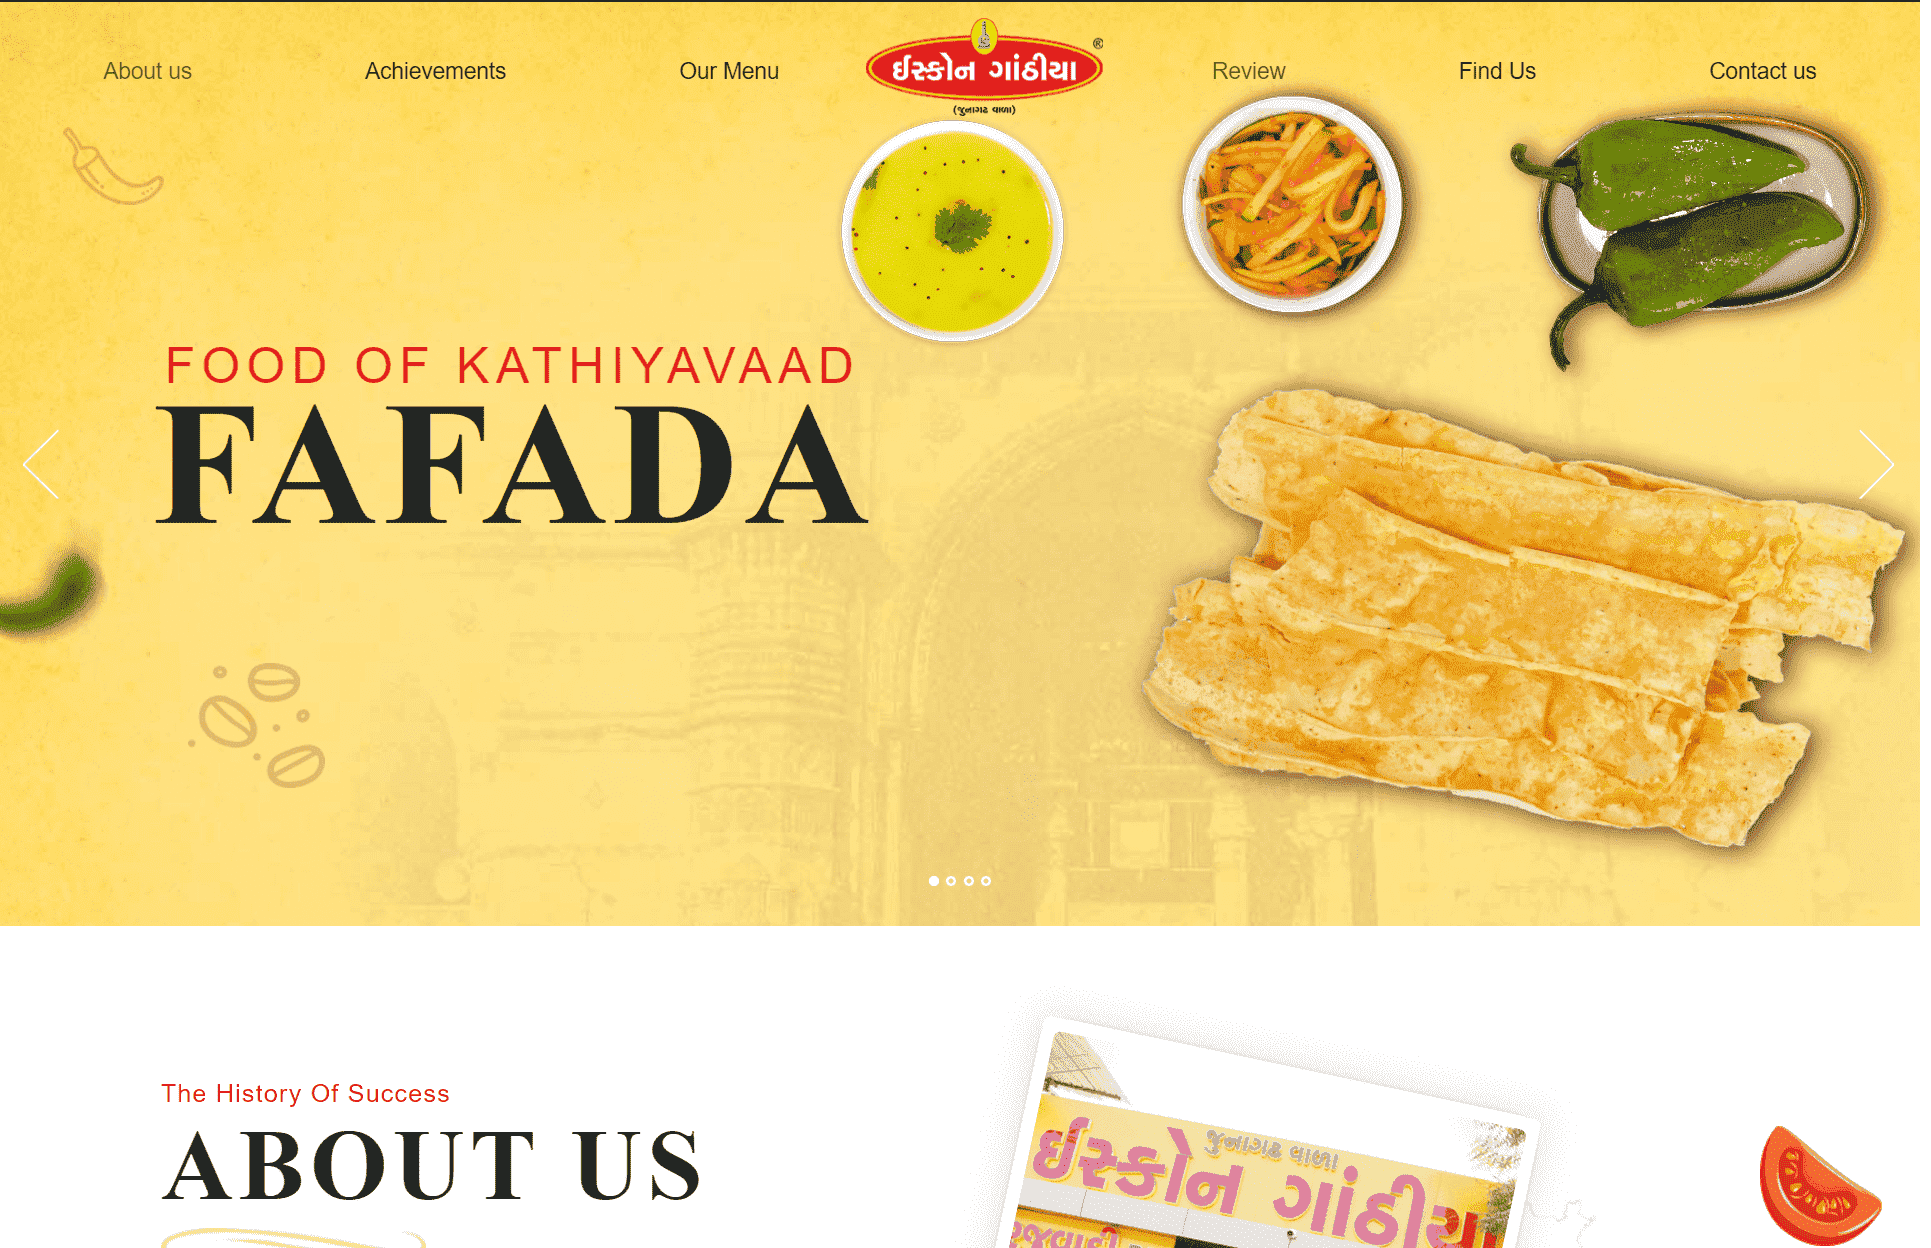 About us
Achievements
Our Menu
ઈસ્કોન ગાંઠીયા
®
(જુનાગઢ વાળા)
Review
Find Us
Contact us
FOOD OF KATHIYAVAAD
FAFADA
The History Of Success
ABOUT US
જુનાગઢ વાળા
ઈસ્કોન ગાંઠીયા